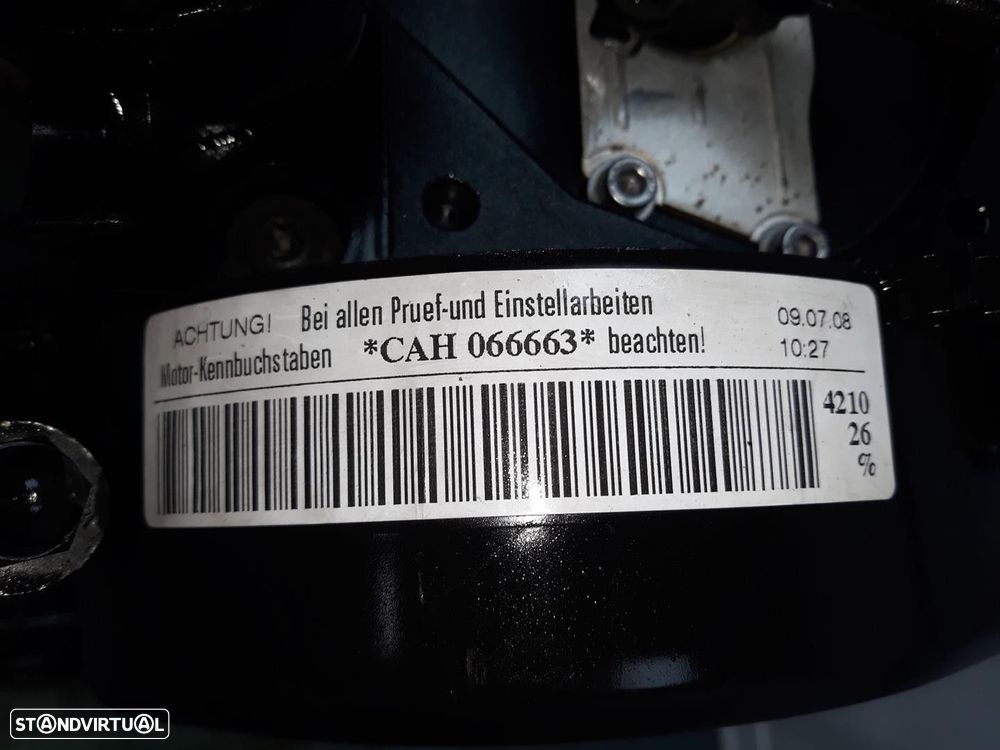 ACHTUNG! Bei allen Pruef-und Einstellarbeiten 09.07.08
Motor-Kennbuchstaben *CAH 066663* beachten! 10:27
4210
26
%
STANDVIRTUAL